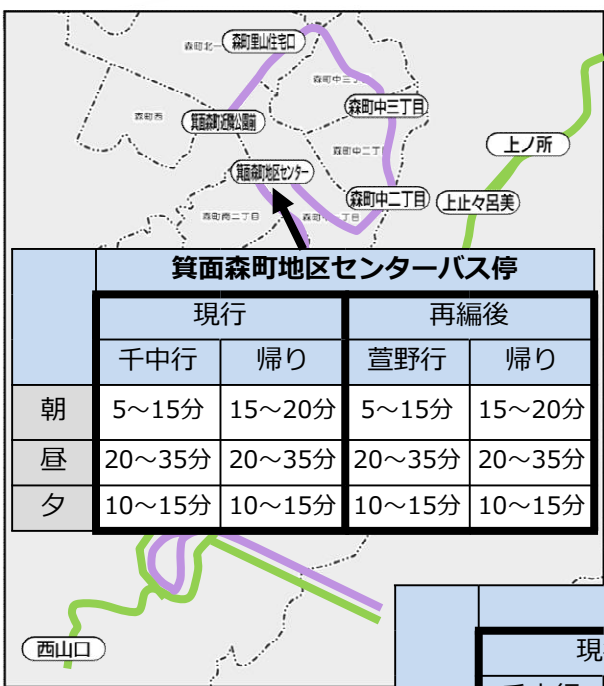 森町北一
森町里山住宅口
森町中三丁目
森町中三丁目
森町西
箕面森町近隣公園前
森町中二丁目
上ノ所
箕面森町地区センター
森町中二丁目
上止々呂美
森町南二丁目
箕面森町地区センターバス停
現行 再編後
千中行 帰り 萱野行 帰り
朝 5～15分 15～20分 5～15分 15～20分
昼 20～35分 20～35分 20～35分 20～35分
夕 10～15分 10～15分 10～15分 10～15分
西山口
現